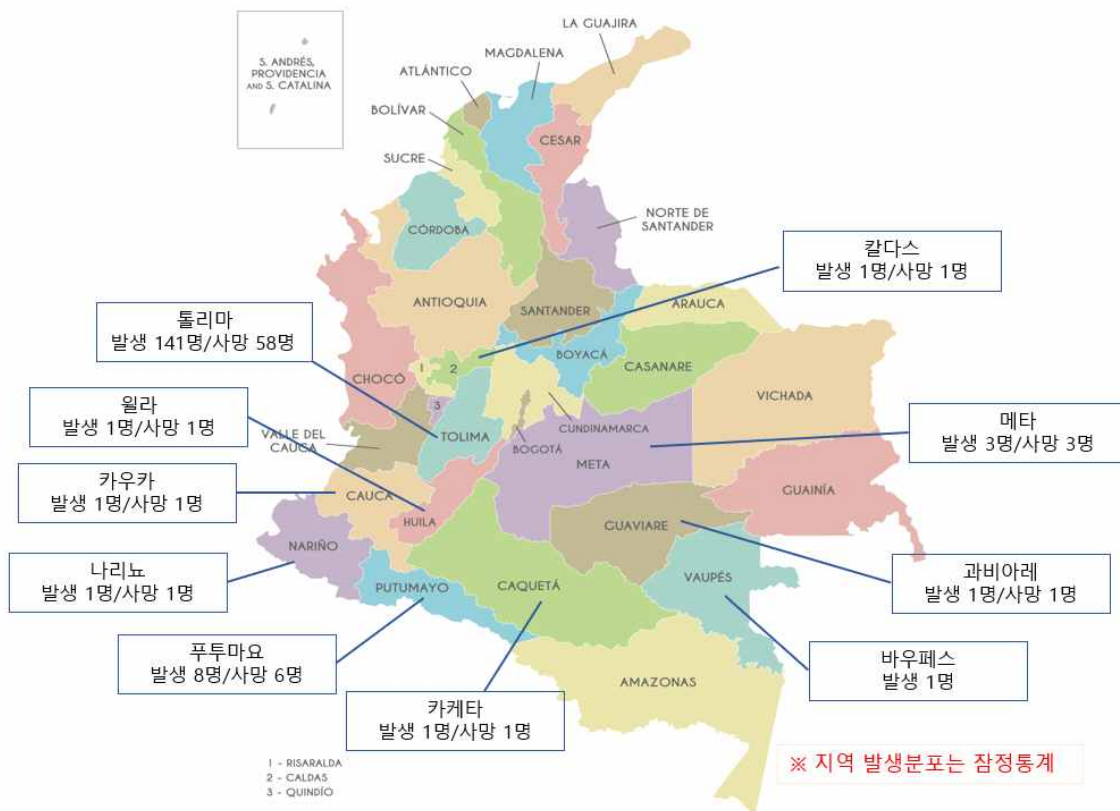 LA GUAJIRA
MAGDALENA
ATLÁNTICO
S. ANDRÉS,
PROVIDENCIA
AND S. CATALINA
BOLÍVAR
CESAR
SUCRE
NORTE DE
SANTANDER
CÓRDOBA
칼다스
발생 1명/사망 1명
ANTIOQUIA
SANTANDER
ARAUCA
톨리마
발생 141명/사망 58명
BOYACÁ
CASANARE
1
2
CHOCÓ
VICHADA
윌라
발생 1명/사망 1명
3
CUNDINAMARCA
메타
발생 3명/사망 3명
VALLE DEL
CAUCA
TOLIMA
BOGOTÁ
META
카우카
발생 1명/사망 1명
CAUCA
GUAINÍA
HUILA
GUAVIARE
NARIÑO
나리뇨
발생 1명/사망 1명
PUTUMAYO
CAQUETÁ
VAUPÉS
과비아레
발생 1명/사망 1명
푸투마요
발생 8명/사망 6명
바우페스
발생 1명
AMAZONAS
카케타
발생 1명/사망 1명
1 - RISARALDA
2 - CALDAS
3 - QUINDÍO
※ 지역 발생분포는 잠정통계